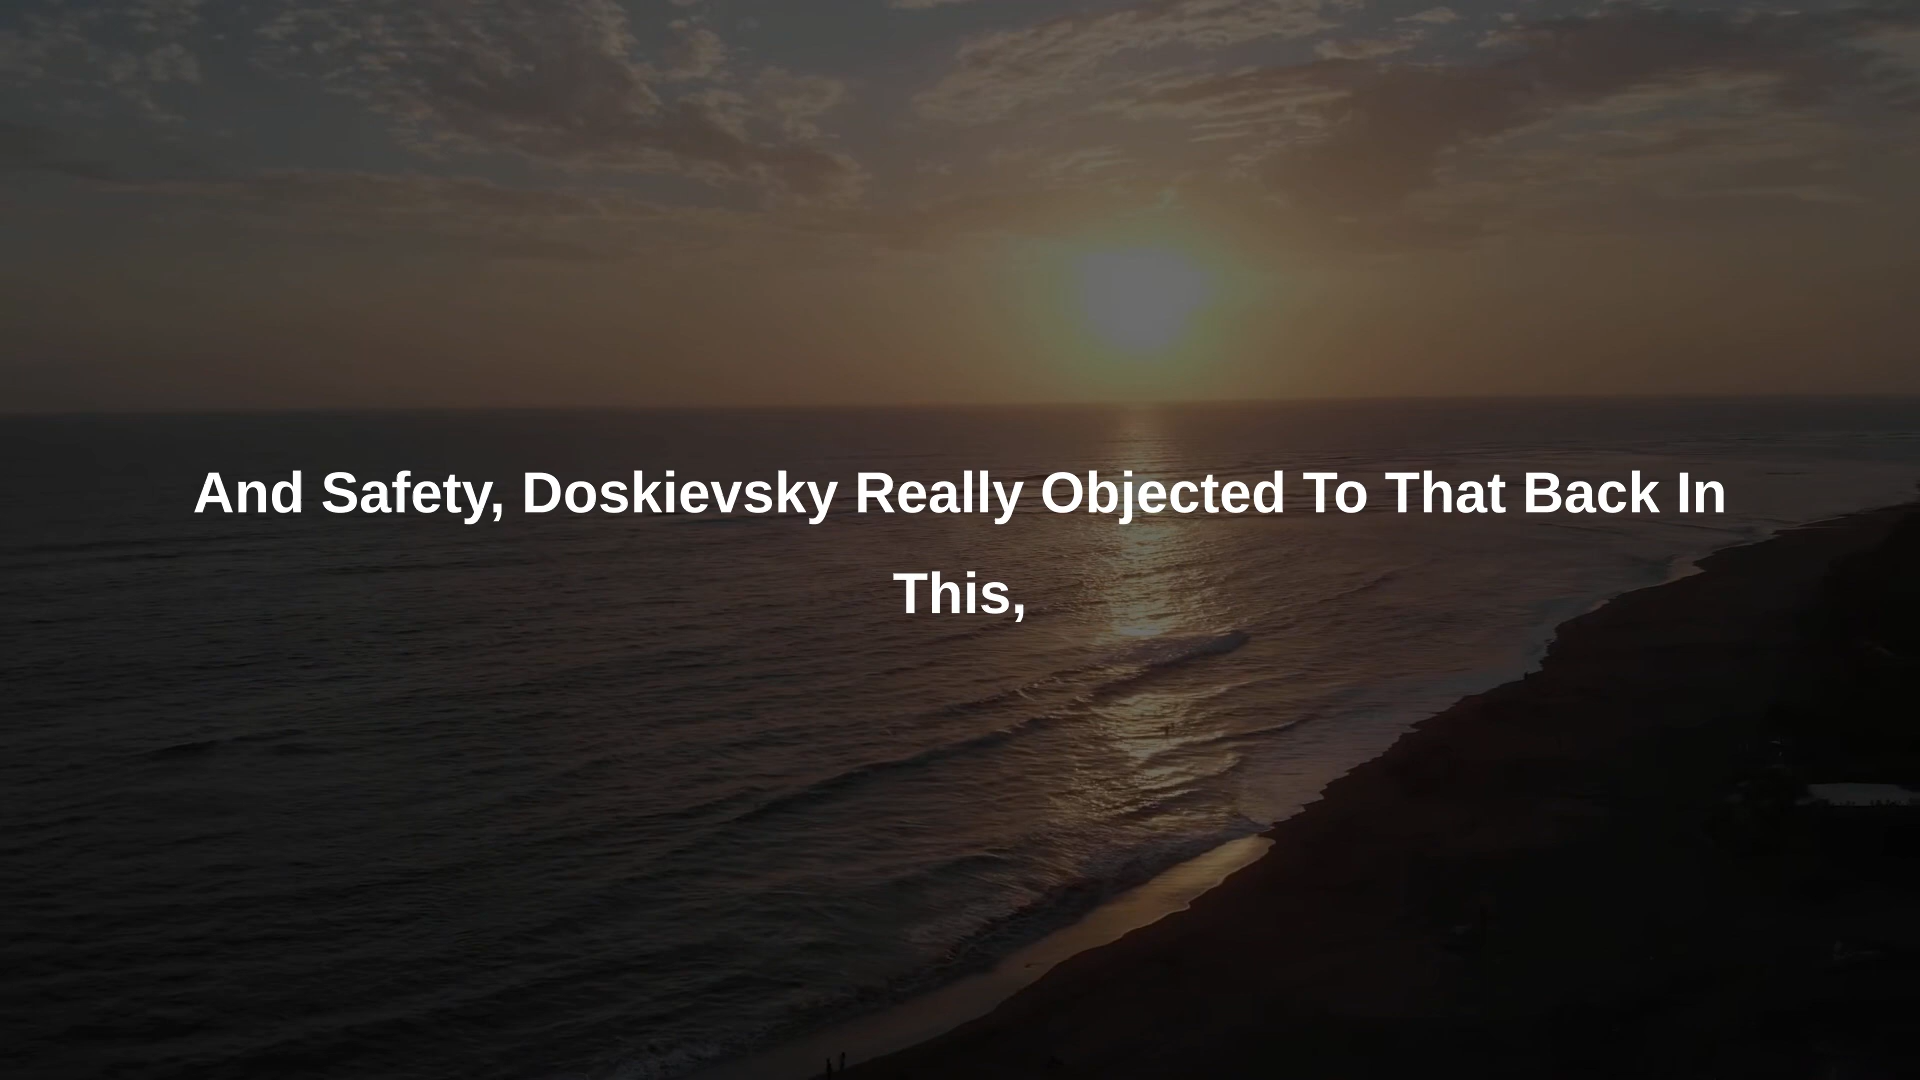 And Safety, Doskievsky Really Objected To That Back In
This,